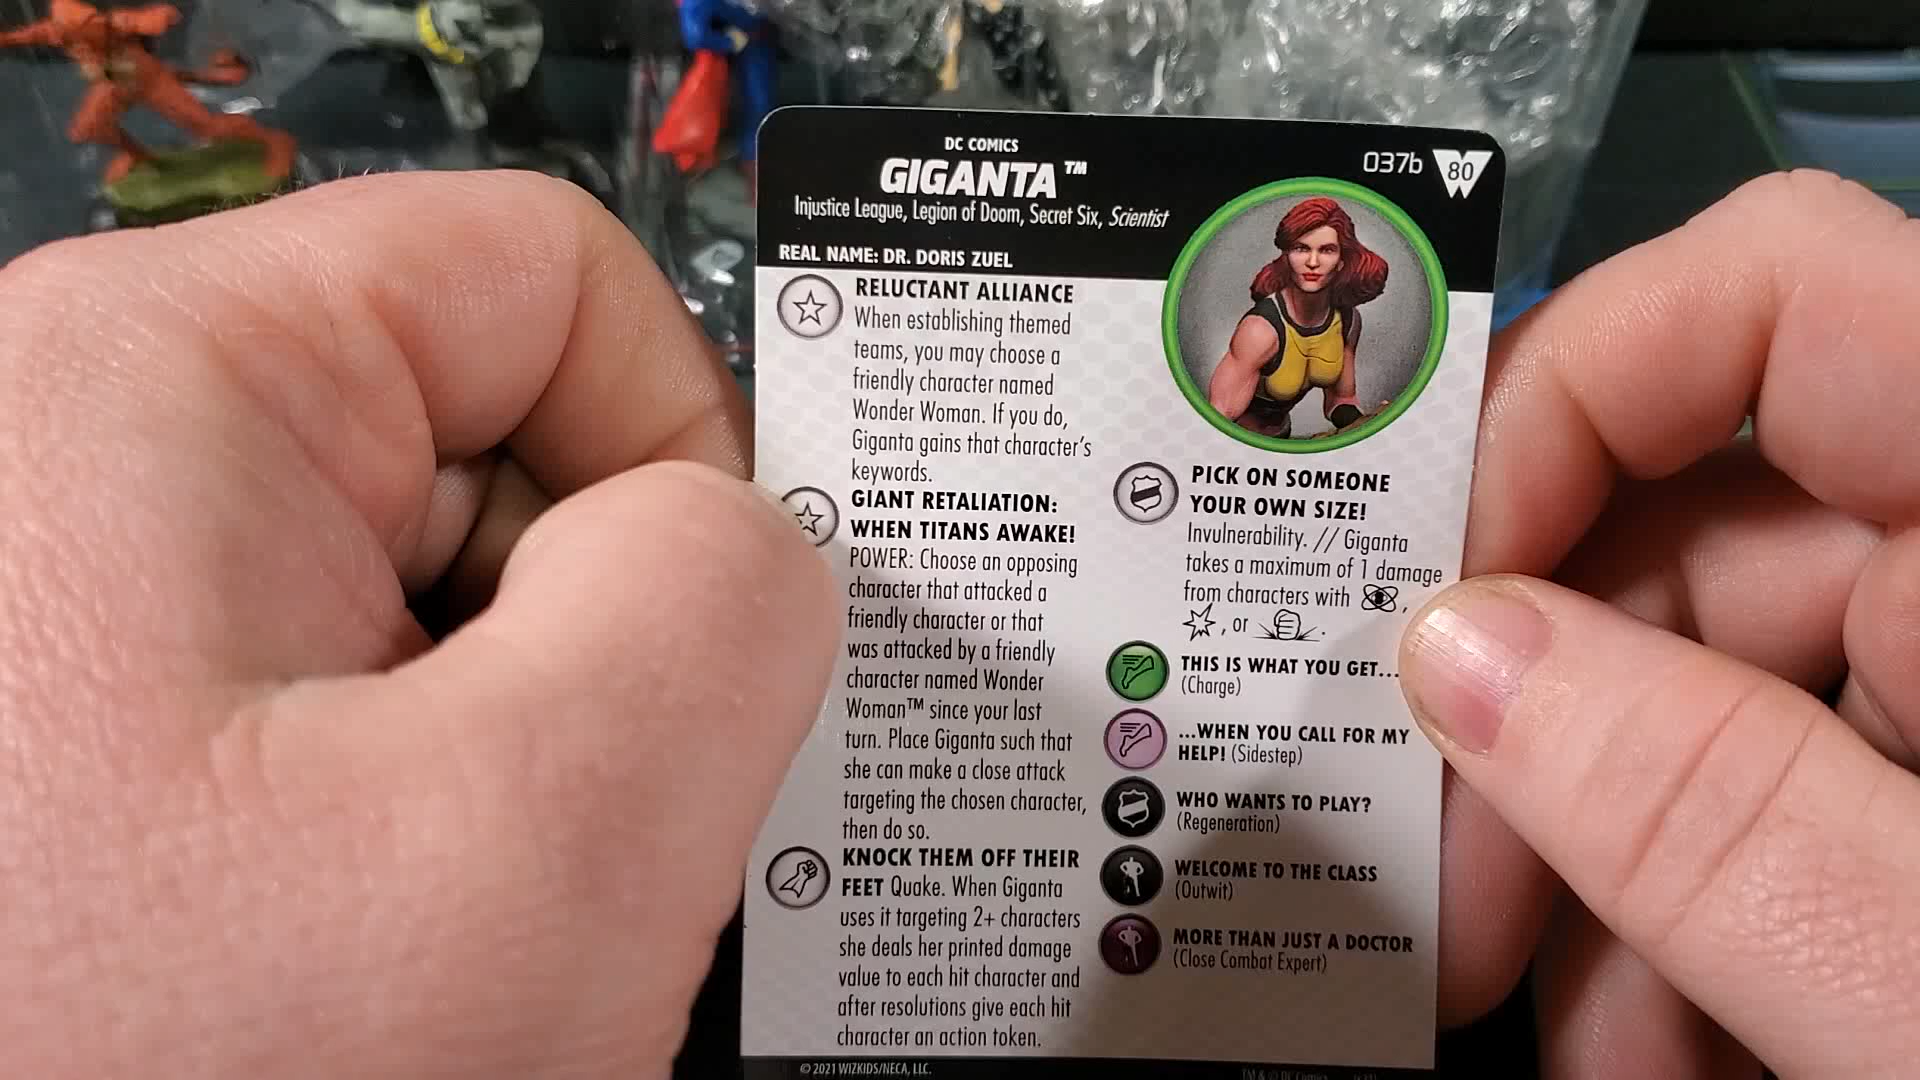 DC COMICS
GIGANTA™
037b
80
Injustice League, Legion of Doom, Secret Six, Scientist
REAL NAME: DR. DORIS ZUEL
RELUCTANT ALLIANCE
When establishing themed
teams, you may choose a
friendly character named
Wonder Woman. If you do,
Giganta gains that character's
keywords.
GIANT RETALIATION:
WHEN TITANS AWAKE!
POWER: Choose an opposing
character that attacked a
friendly character or that
was attacked by a friendly
character named Wonder
Woman™ since your last
turn. Place Giganta such that
she can make a close attack
targeting the chosen character,
then do so.
KNOCK THEM OFF THEIR
FEET Quake. When Giganta
uses it targeting 2+ characters
she deals her printed damage
value to each hit character and
after resolutions give each hit
character an action token.
PICK ON SOMEONE
YOUR OWN SIZE!
Invulnerability. // Giganta
takes a maximum of 1 damage
from characters with ,
, or .
THIS IS WHAT YOU GET...
(Charge)
...WHEN YOU CALL FOR MY
HELP! (Sidestep)
WHO WANTS TO PLAY?
(Regeneration)
WELCOME TO THE CLASS
(Outwit)
MORE THAN JUST A DOCTOR
(Close Combat Expert)
© 2021 WIZKIDS/NECA, LLC.
TM & © DC Comics